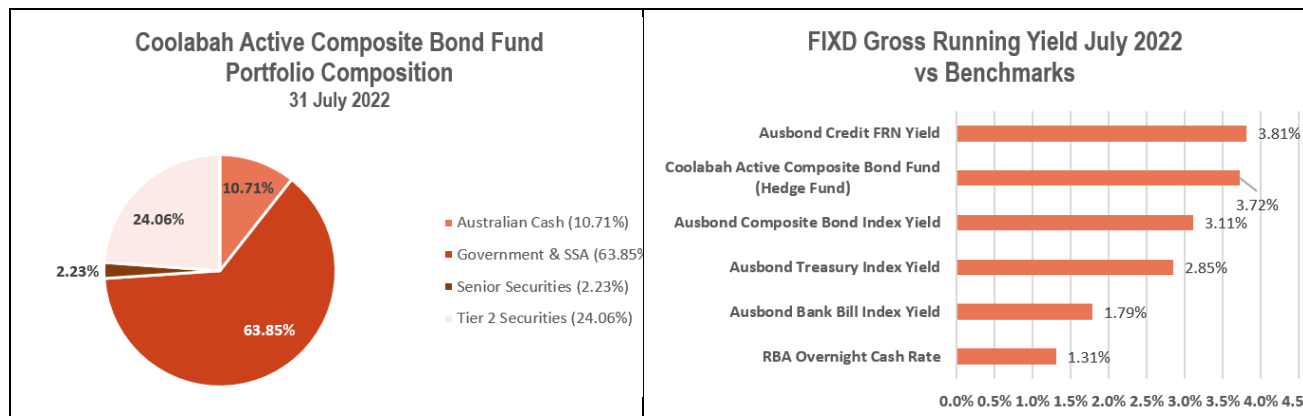 Coolabah Active Composite Bond Fund
Portfolio Composition
31 July 2022
10.71%
24.06%
2.23%
63.85%
Australian Cash (10.71%)
Government & SSA (63.85%
Senior Securities (2.23%)
Tier 2 Securities (24.06%)
FIXD Gross Running Yield July 2022
vs Benchmarks
Ausbond Credit FRN Yield
3.81%
Coolabah Active Composite Bond Fund
(Hedge Fund)
3.72%
Ausbond Composite Bond Index Yield
3.11%
Ausbond Treasury Index Yield
2.85%
Ausbond Bank Bill Index Yield
1.79%
RBA Overnight Cash Rate
1.31%
0.0% 0.5% 1.0% 1.5% 2.0% 2.5% 3.0% 3.5% 4.0% 4.5